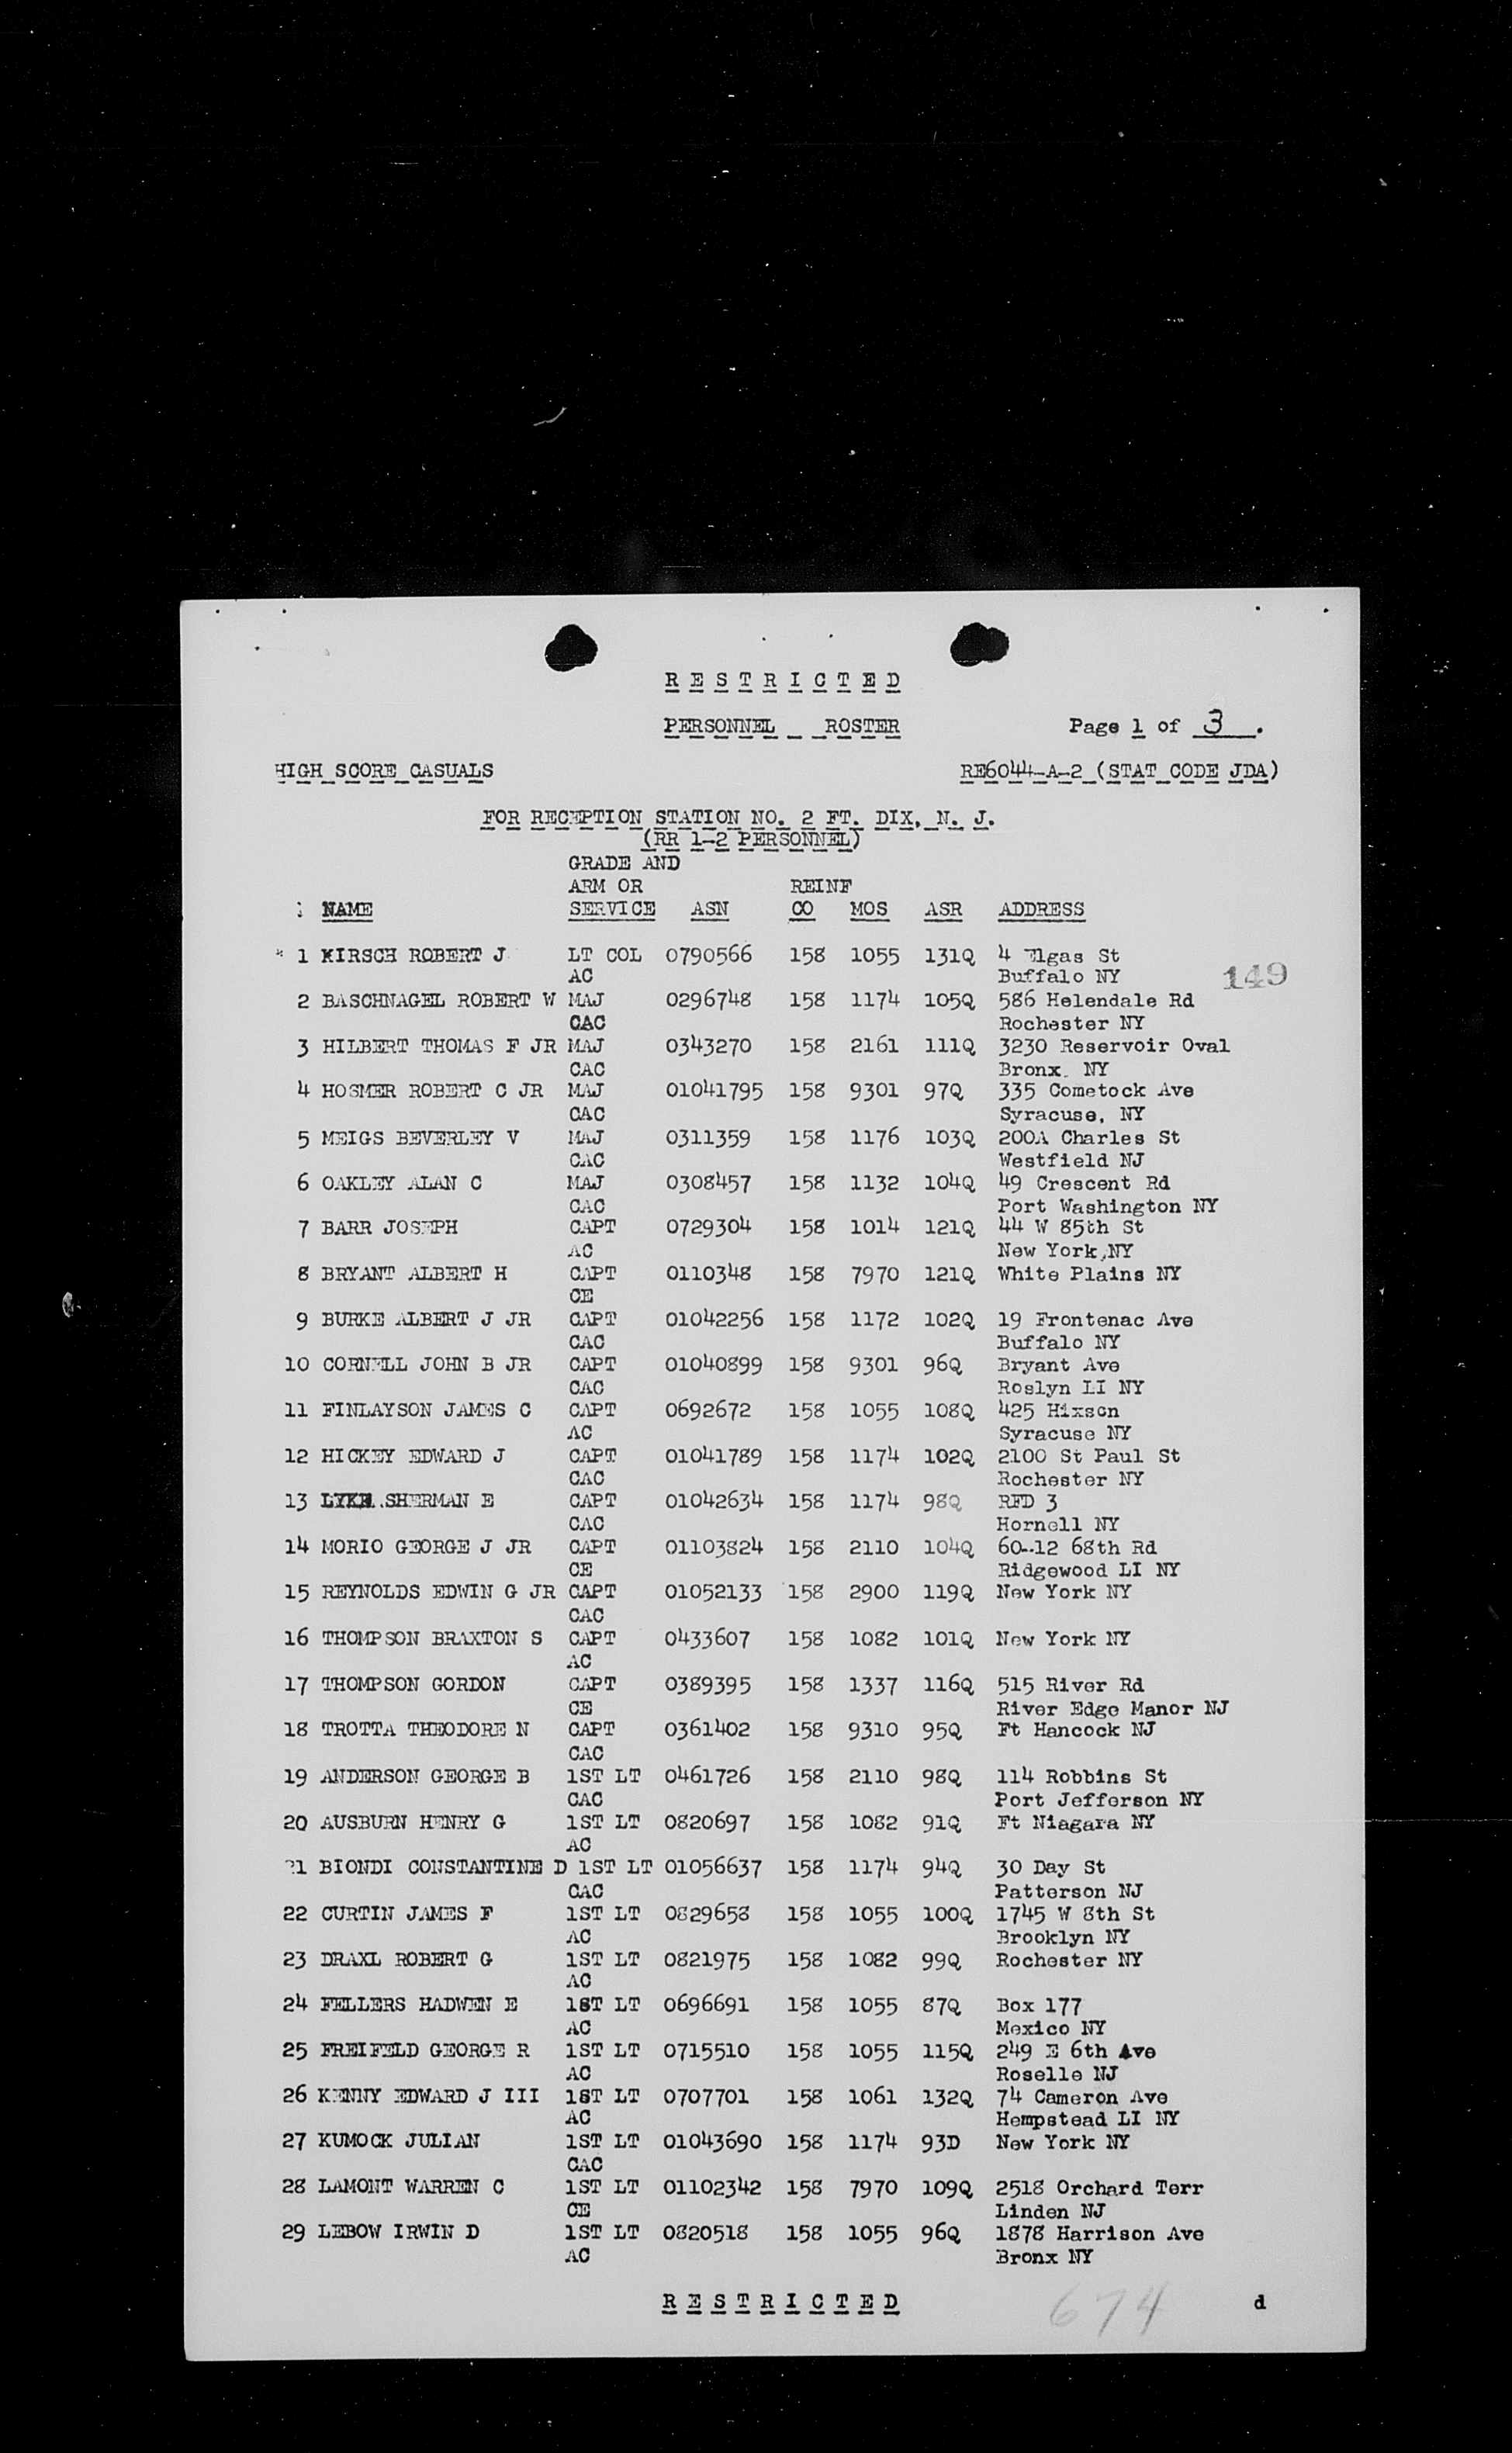 RESTRICTED
PERSONNEL ROSTER Page 1 of 3.
HIGH SCORE CASUALS RE6044-A-2 (STAT CODE JDA)
FOR RECEPTION STATION NO. 2 FT. DIX, N. J.
(RR 1-2 PERSONNEL)
GRADE AND
ARM OR REINF
NAME SERVICE ASN CO MOS ASR ADDRESS
* 1 KIRSCH ROBERT J LT COL 0790566 158 1055 131Q 4 Elgas St
AC Buffalo NY 149
2 BASCHNAGEL ROBERT W MAJ 0296748 158 1174 105Q 586 Helendale Rd
CAC Rochester NY
3 HILBERT THOMAS F JR MAJ 0343270 158 2161 111Q 3230 Reservoir Oval
CAC Bronx. NY
4 HOSMER ROBERT C JR MAJ 01041795 158 9301 97Q 335 Cometock Ave
CAC Syracuse, NY
5 MEIGS BEVERLEY V MAJ 0311359 158 1176 103Q 200A Charles St
CAC Westfield NJ
6 OAKLEY ALAN C MAJ 0308457 158 1132 104Q 49 Crescent Rd
CAC Port Washington NY
7 BARR JOSEPH CAPT 0729304 158 1014 121Q 44 W 85th St
AC New York,NY
8 BRYANT ALBERT H CAPT 0110348 158 7970 121Q White Plains NY
CE
9 BURKE ALBERT J JR CAPT 01042256 158 1172 102Q 19 Frontenac Ave
CAC Buffalo NY
10 CORNELL JOHN B JR CAPT 01040899 158 9301 96Q Bryant Ave
CAC Roslyn LI NY
11 FINLAYSON JAMES C CAPT 0692672 158 1055 108Q 425 Hixson
AC Syracuse NY
12 HICKEY EDWARD J CAPT 01041789 158 1174 102Q 2100 St Paul St
CAC Rochester NY
13 SHERMAN E CAPT 01042634 158 1174 98Q RFD 3
CAC Hornell NY
14 MORIO GEORGE J JR CAPT 01103824 158 2110 104Q 60-12 68th Rd
CE Ridgewood LI NY
15 REYNOLDS EDWIN G JR CAPT 01052133 158 2900 119Q New York NY
CAC
16 THOMPSON BRAXTON S CAPT 0433607 158 1082 101Q New York NY
AC
17 THOMPSON GORDON CAPT 0389395 158 1337 116Q 515 River Rd
CE River Edge Manor NJ
18 TROTTA THEODORE N CAPT 0361402 158 9310 95Q Ft Hancock NJ
CAC
19 ANDERSON GEORGE B 1ST LT 0461726 158 2110 98Q 114 Robbins St
CAC Port Jefferson NY
20 AUSBURN HENRY G 1ST LT 0820697 158 1082 91Q Ft Niagara NY
AC
21 BIONDI CONSTANTINE D 1ST LT 01056637 158 1174 94Q 30 Day St
CAC Patterson NJ
22 CURTIN JAMES F 1ST LT 0829658 158 1055 100Q 1745 W 8th St
AC Brooklyn NY
23 DRAXL ROBERT G 1ST LT 0821975 158 1082 99Q Rochester NY
AC
24 FELLERS HADWEN E 1ST LT 0696691 158 1055 87Q Box 177
AC Mexico NY
25 FREIFELD GEORGE R 1ST LT 0715510 158 1055 115Q 249 E 6th Ave
AC Roselle NJ
26 KENNY EDWARD J III 1ST LT 0707701 158 1061 132Q 74 Cameron Ave
AC Hempstead LI NY
27 KUMOCK JULIAN 1ST LT 01043690 158 1174 93D New York NY
CAC
28 LAMONT WARREN C 1ST LT 01102342 158 7970 109Q 2518 Orchard Terr
CE Linden NJ
29 LEBOW IRWIN D 1ST LT 0820518 158 1055 96Q 1878 Harrison Ave
AC Bronx NY
RESTRICTED 674 d